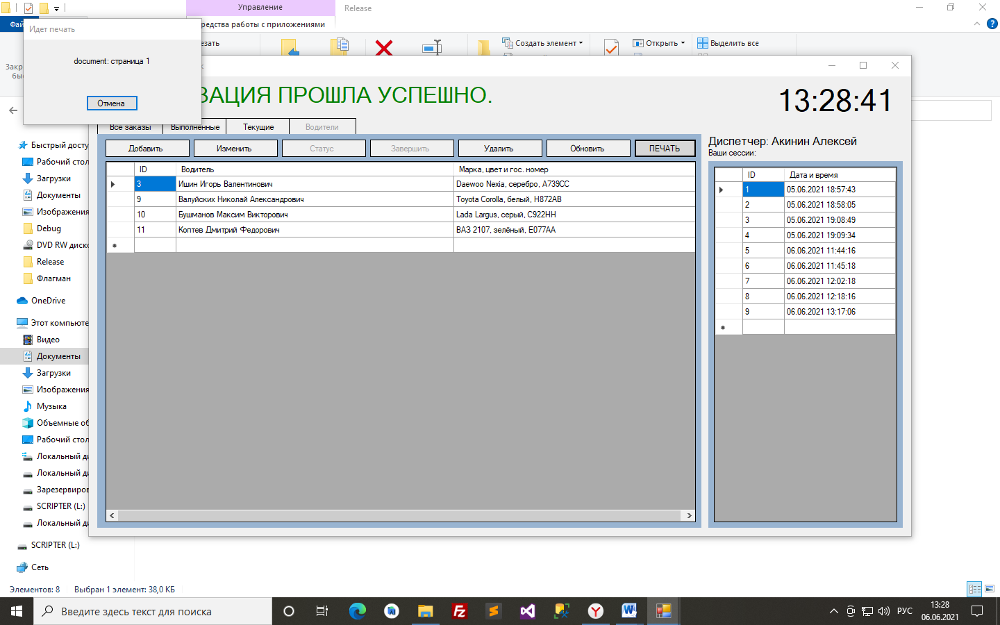 Управление
Release
Фай
редства работы с приложениями
Идет печать
document: страница 1
Отмена
езать
Создать элемент
Открыть
Выделить все
Закр
быс
ЗАЦИЯ ПРОШЛА УСПЕШНО.
13:28:41
Все заказы
Выполненные
Текущие
Водители
Добавить
Изменить
Статус
Завершить
Удалить
Обновить
ПЕЧАТЬ
ID Водитель Марка, цвет и гос. номер
3 Ишин Игорь Валентинович Daewoo Nexia, серебро, А739СС
9 Валуйских Николай Александрович Toyota Corolla, белый, Н872АВ
10 Бушманов Максим Викторович Lada Largus, серый, С922НН
11 Коптев Дмитрий Федорович ВАЗ 2107, зелёный, Е077АА
Диспетчер: Акинин Алексей
Ваши сессии:
ID Дата и время
1 05.06.2021 18:57:43
2 05.06.2021 18:58:05
3 05.06.2021 19:08:49
4 05.06.2021 19:09:34
5 06.06.2021 11:44:16
6 06.06.2021 11:45:18
7 06.06.2021 12:02:18
8 06.06.2021 12:18:16
9 06.06.2021 13:17:06
Быстрый досту
Рабочий стол
Загрузки
Документы
Изображения
Debug
DVD RW диско
Release
Флагман
OneDrive
Этот компьюте
Видео
Документы
Загрузки
Изображения
Музыка
Объемные об
Рабочий стол
Локальный ди
Локальный ди
Зарезервиров
SCRIPTER (L:)
Локальный ди
SCRIPTER (L:)
Сеть
Элементов: 8
Выбран 1 элемент: 38,0 КБ
Введите здесь текст для поиска
РУС
13:28
06.06.2021